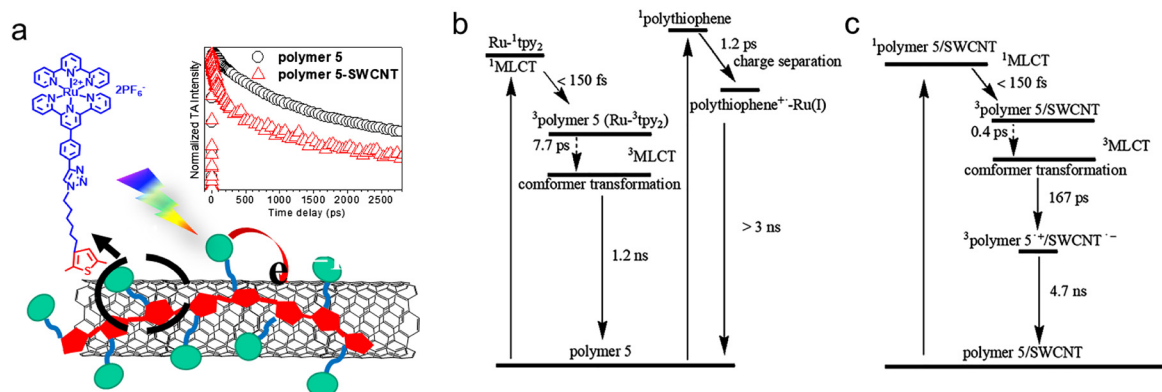 a
N
N
N
2+
Ru
N
N
N
2PF6-
N
N
N
S
Normalized TA Intensity
polymer 5
polymer 5-SWCNT
0 500 1000 1500 2000 2500
Time delay (ps)
e-
b
Ru-1tpy2
1MLCT
< 150 fs
3polymer 5 (Ru-3tpy2)
7.7 ps
3MLCT
comformer transformation
1.2 ns
polymer 5
1polythiophene
1.2 ps
charge separation
polythiophene+·-Ru(I)
> 3 ns
c
1polymer 5/SWCNT
1MLCT
<150 fs
3polymer 5/SWCNT
0.4 ps
3MLCT
comformer transformation
167 ps
3polymer 5·+/SWCNT·−
4.7 ns
polymer 5/SWCNT